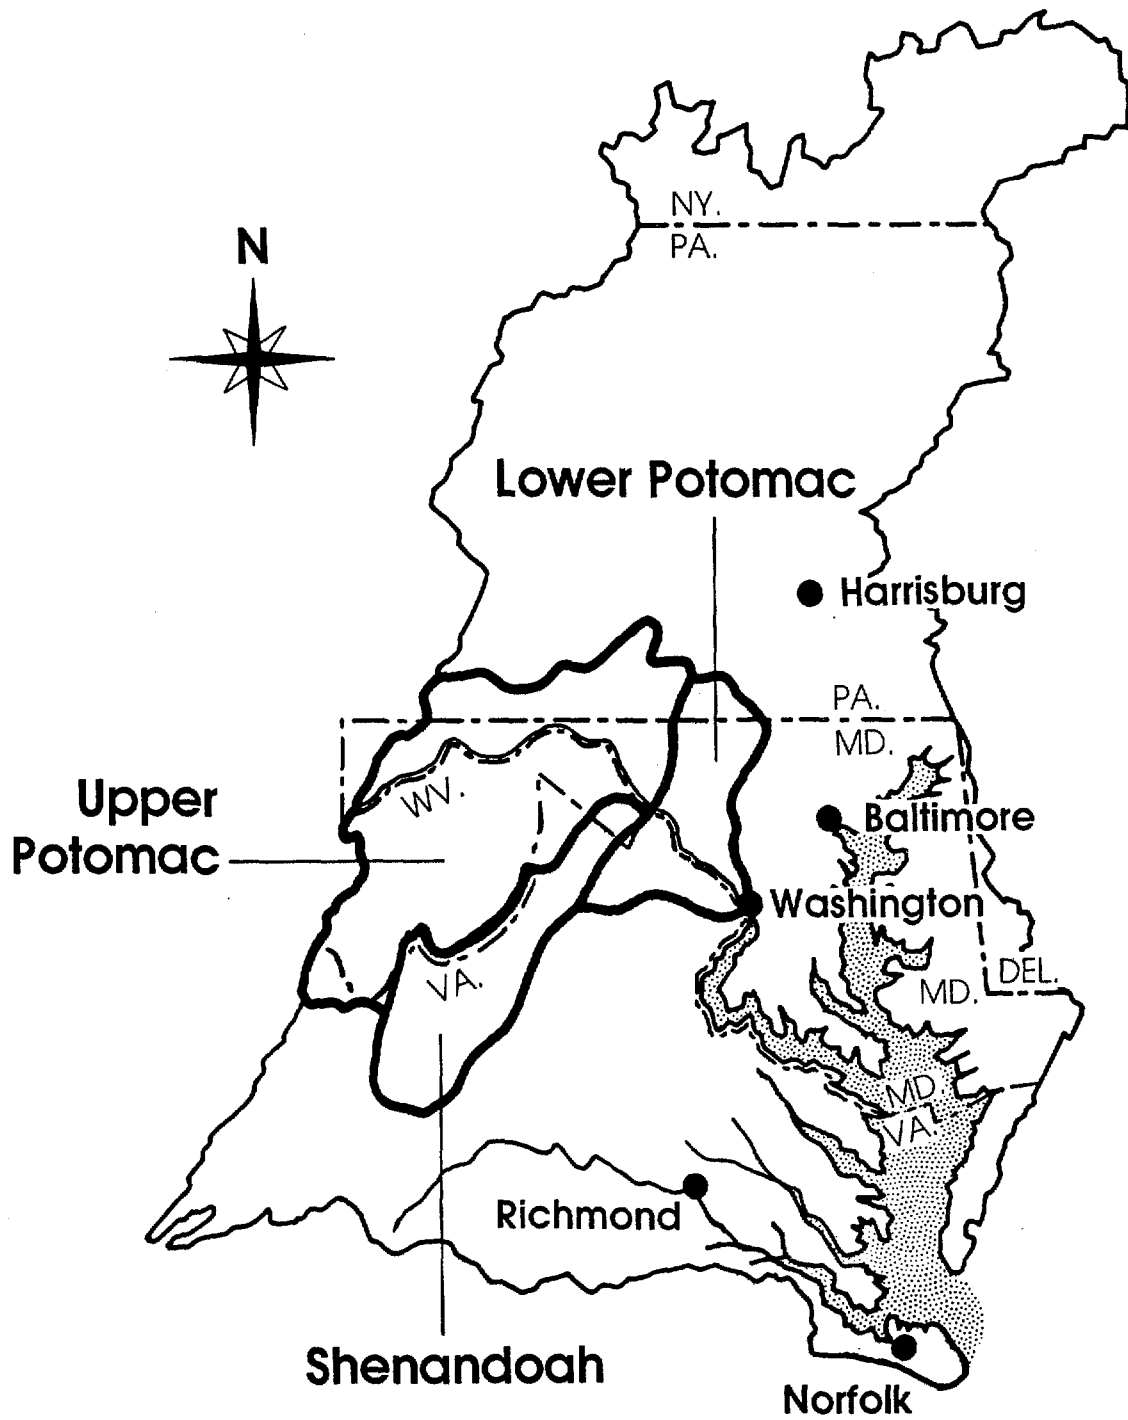 NY.
PA.
N
Lower Potomac
Harrisburg
PA.
MD.
Upper
Potomac
WV.
Baltimore
Washington
VA.
MD.
DEL.
MD.
VA.
Richmond
Shenandoah
Norfolk